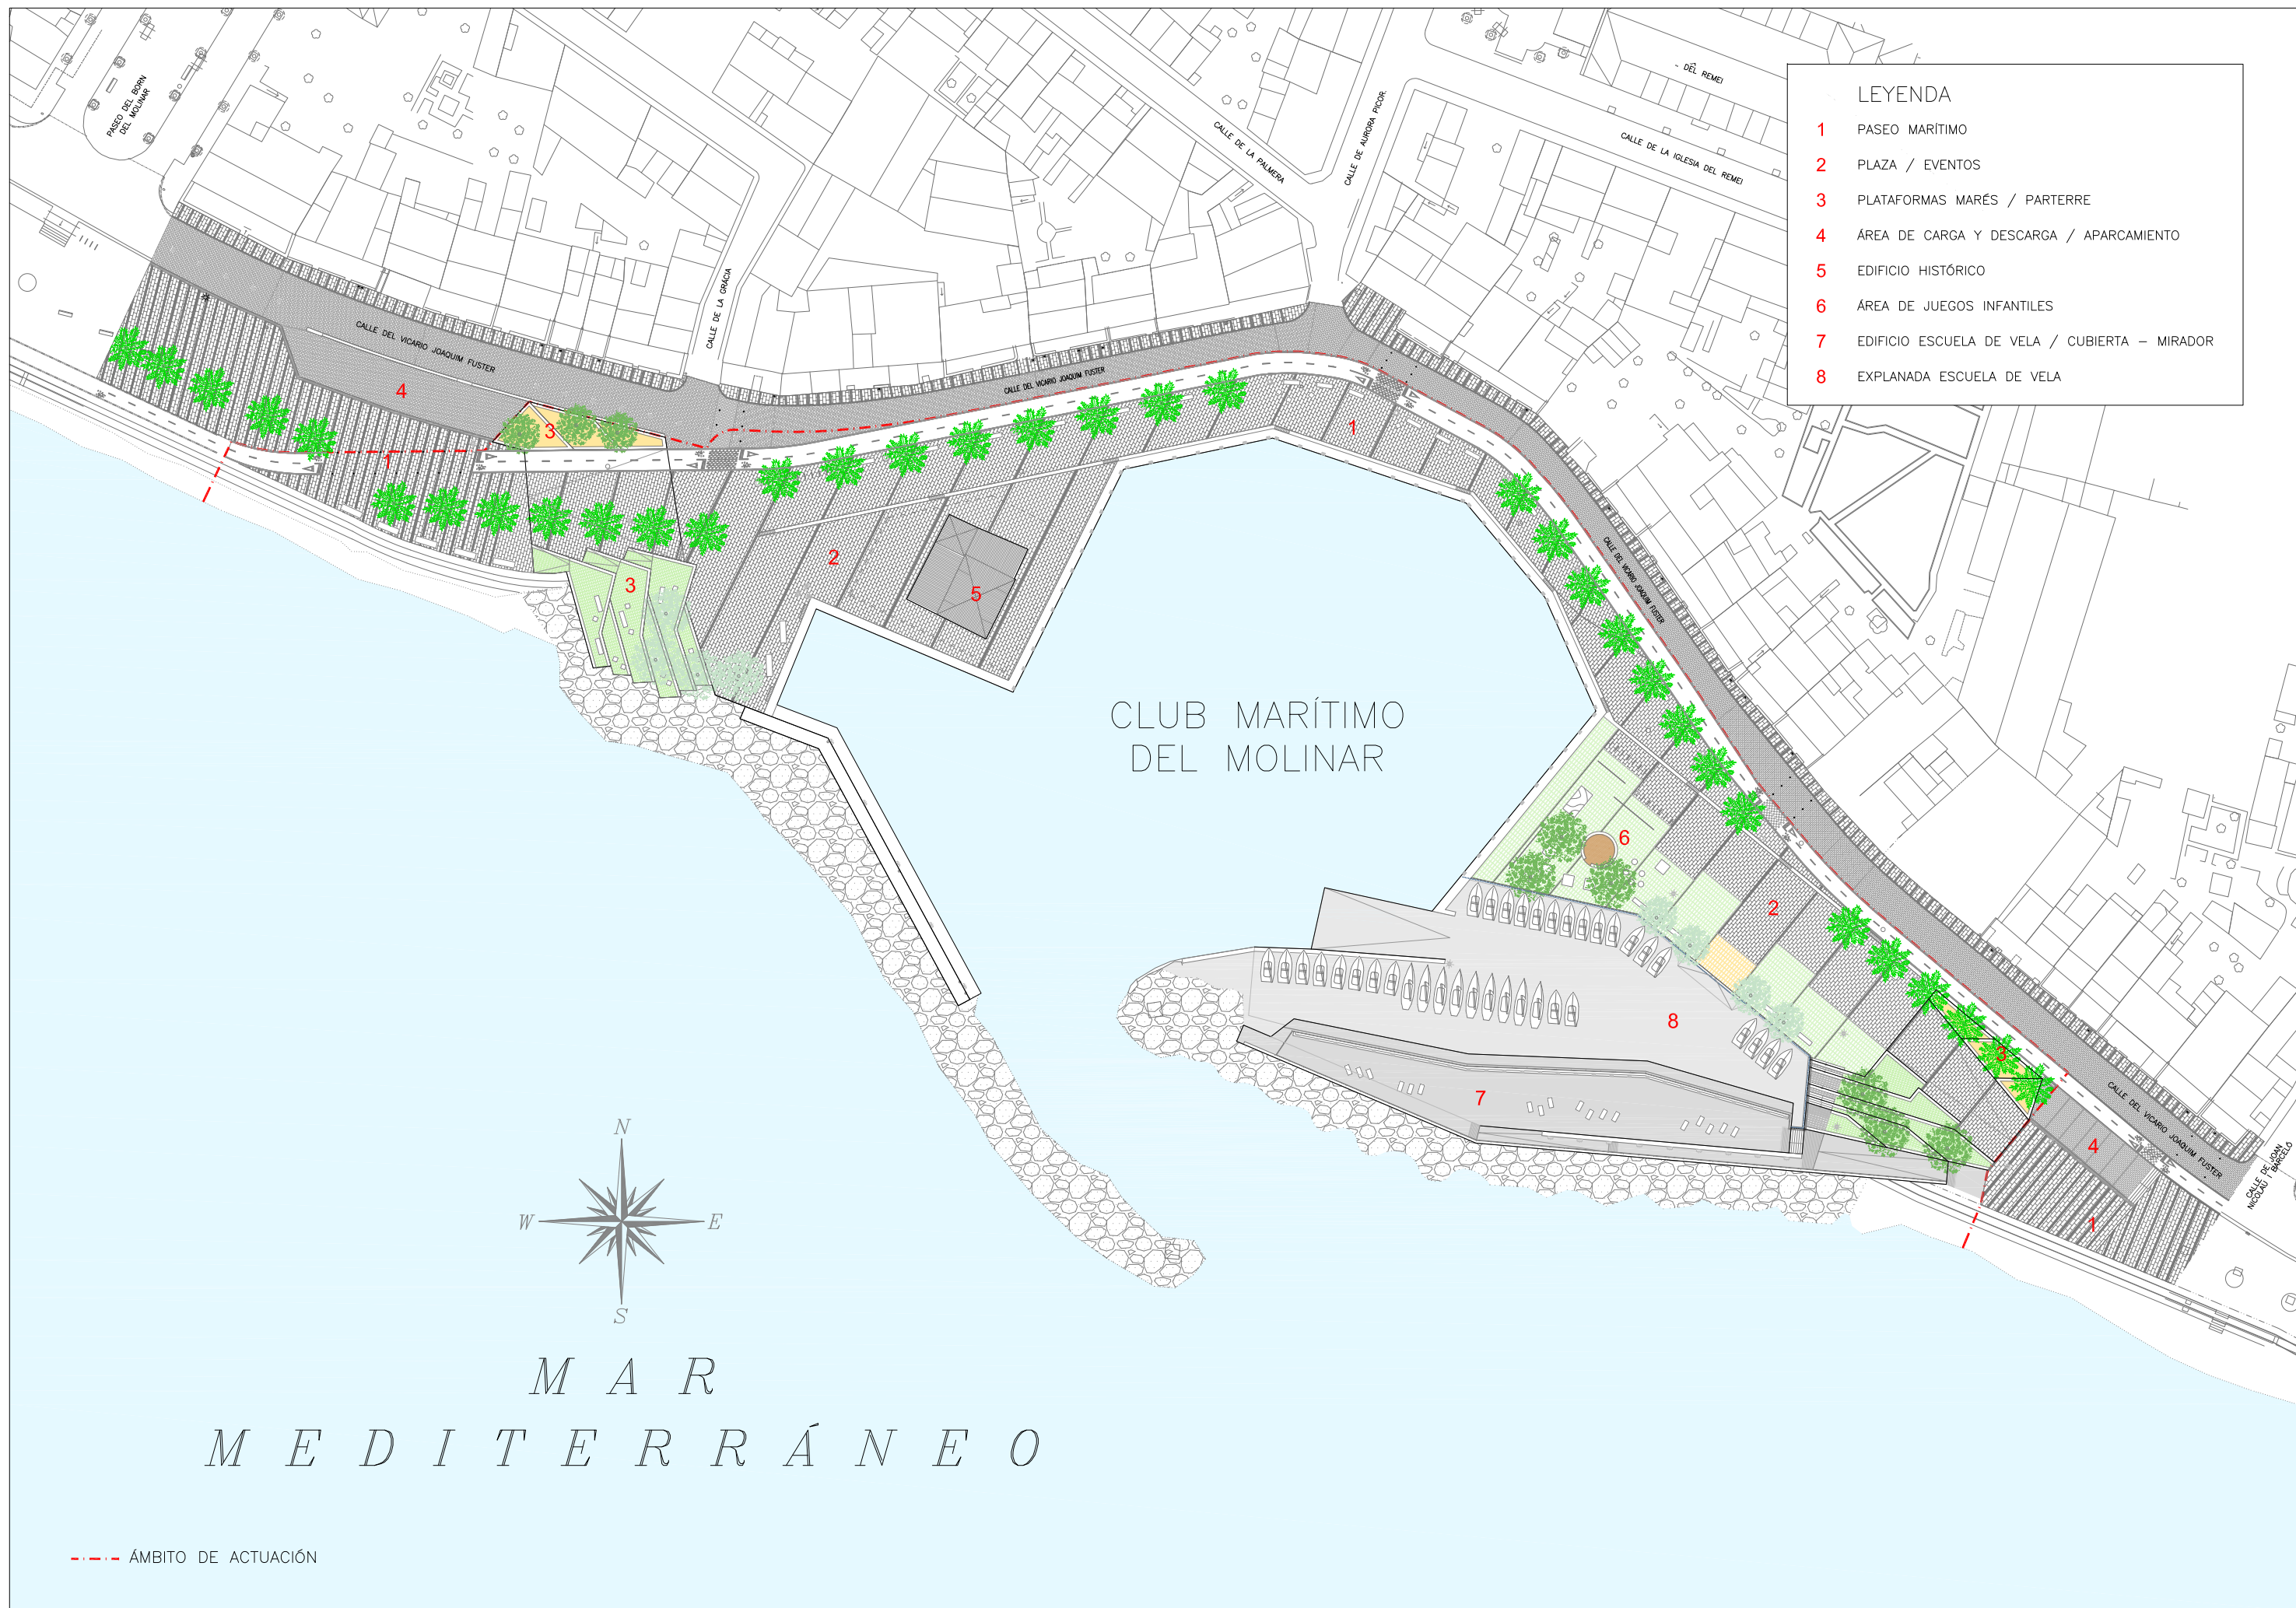 PASEO DEL BORN
DEL MOLINAR
CALLE DE LA GRÀCIA
CALLE DE LA PALMERA
CALLE DE AURORA PICOR.
DEL REMEI
CALLE DE LA IGLESIA DEL REMEI
LEYENDA
1 PASEO MARÍTIMO
2 PLAZA / EVENTOS
3 PLATAFORMAS MARÉS / PARTERRE
4 ÁREA DE CARGA Y DESCARGA / APARCAMIENTO
5 EDIFICIO HISTÓRICO
6 ÁREA DE JUEGOS INFANTILES
7 EDIFICIO ESCUELA DE VELA / CUBIERTA – MIRADOR
8 EXPLANADA ESCUELA DE VELA
CALLE DEL VICARIO JOAQUIM FUSTER
CALLE DEL VICARIO JOAQUIM FUSTER
4
3
1
1
3
2
5
CALLE DEL VICARIO JOAQUIM FUSTER
CLUB MARÍTIMO
DEL MOLINAR
6
2
8
7
3
4
1
CALLE DEL VICARIO JOAQUIM FUSTER
CALLE DE JOAN
NICOLAU I BARCELÓ
N
W
E
S
MAR
MEDITERRÁNEO
ÁMBITO DE ACTUACIÓN